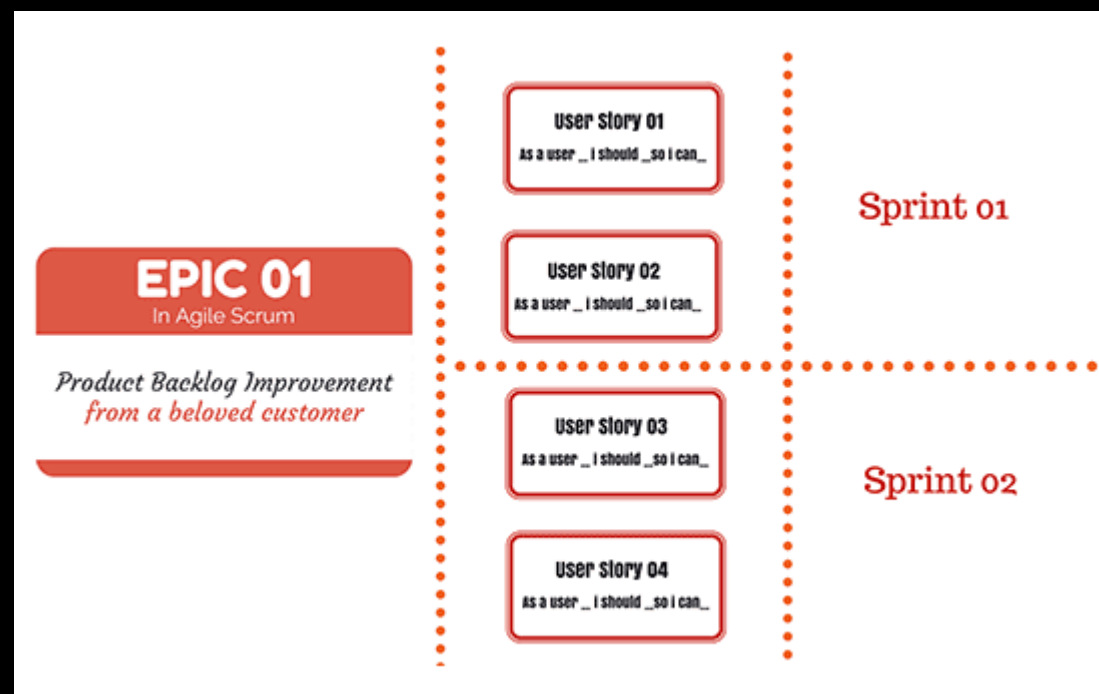 EPIC 01
In Agile Scrum
Product Backlog Improvement
from a beloved customer
User Story 01
As a user _ i should _so i can_
User Story 02
As a user _ i should _so i can_
Sprint 01
User Story 03
As a user _ i should _so i can_
User Story 04
As a user _ i should _so i can_
Sprint 02